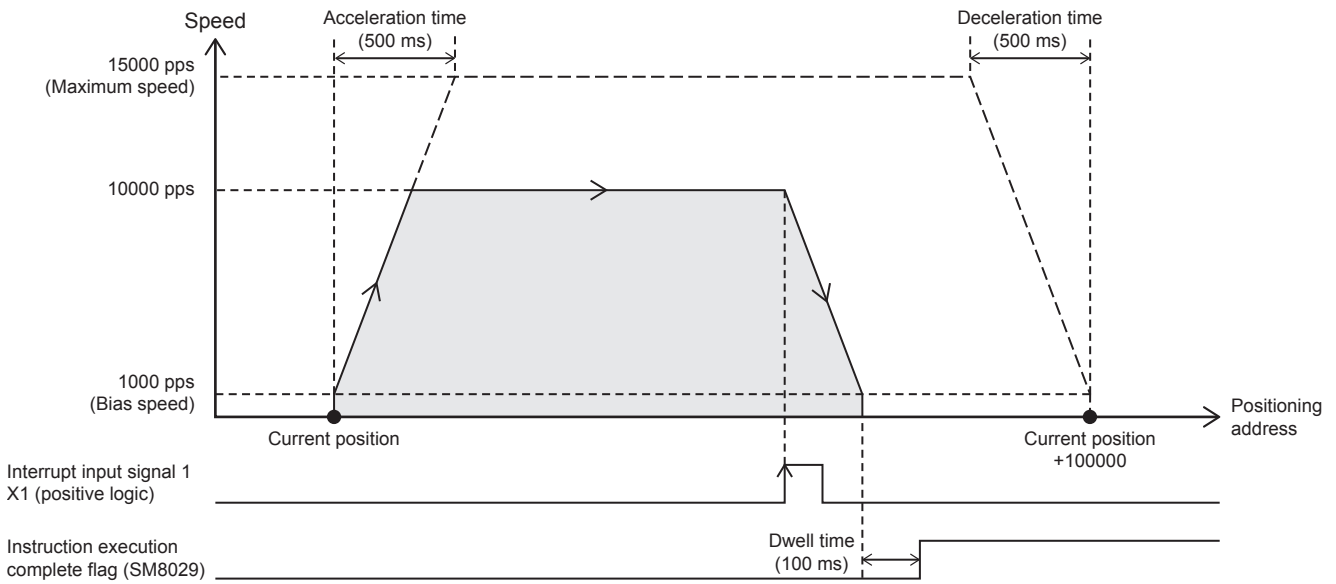 Speed
Acceleration time
(500 ms)
Deceleration time
(500 ms)
15000 pps
(Maximum speed)
10000 pps
1000 pps
(Bias speed)
Positioning
address
Current position
Current position
+100000
Interrupt input signal 1
X1 (positive logic)
Dwell time
(100 ms)
Instruction execution
complete flag (SM8029)